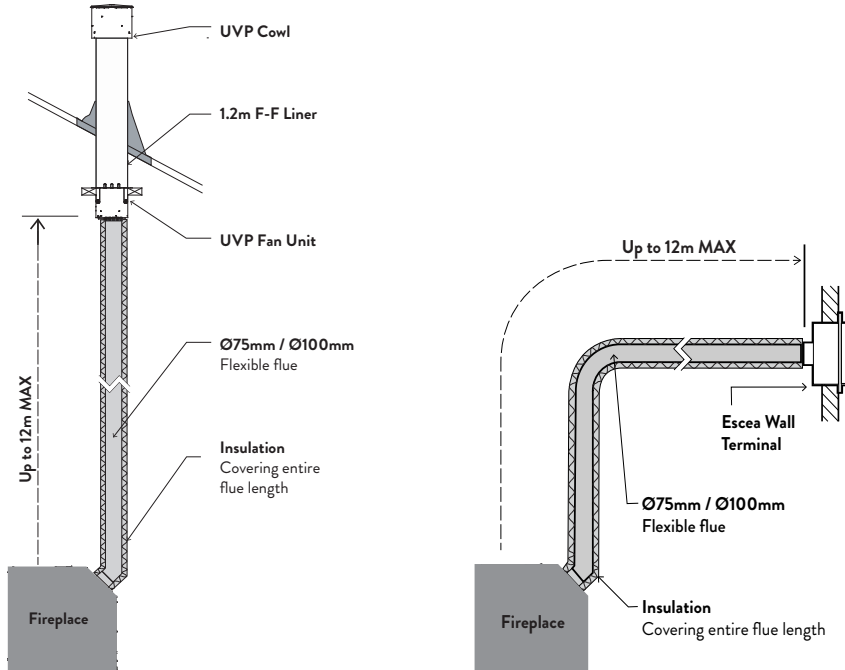 UVP Cowl
1.2m F-F Liner
UVP Fan Unit
Ø75mm / Ø100mm
Flexible flue
Up to 12m MAX
Insulation
Covering entire
flue length
Fireplace
Up to 12m MAX
Escea Wall
Terminal
Ø75mm / Ø100mm
Flexible flue
Insulation
Covering entire flue length
Fireplace